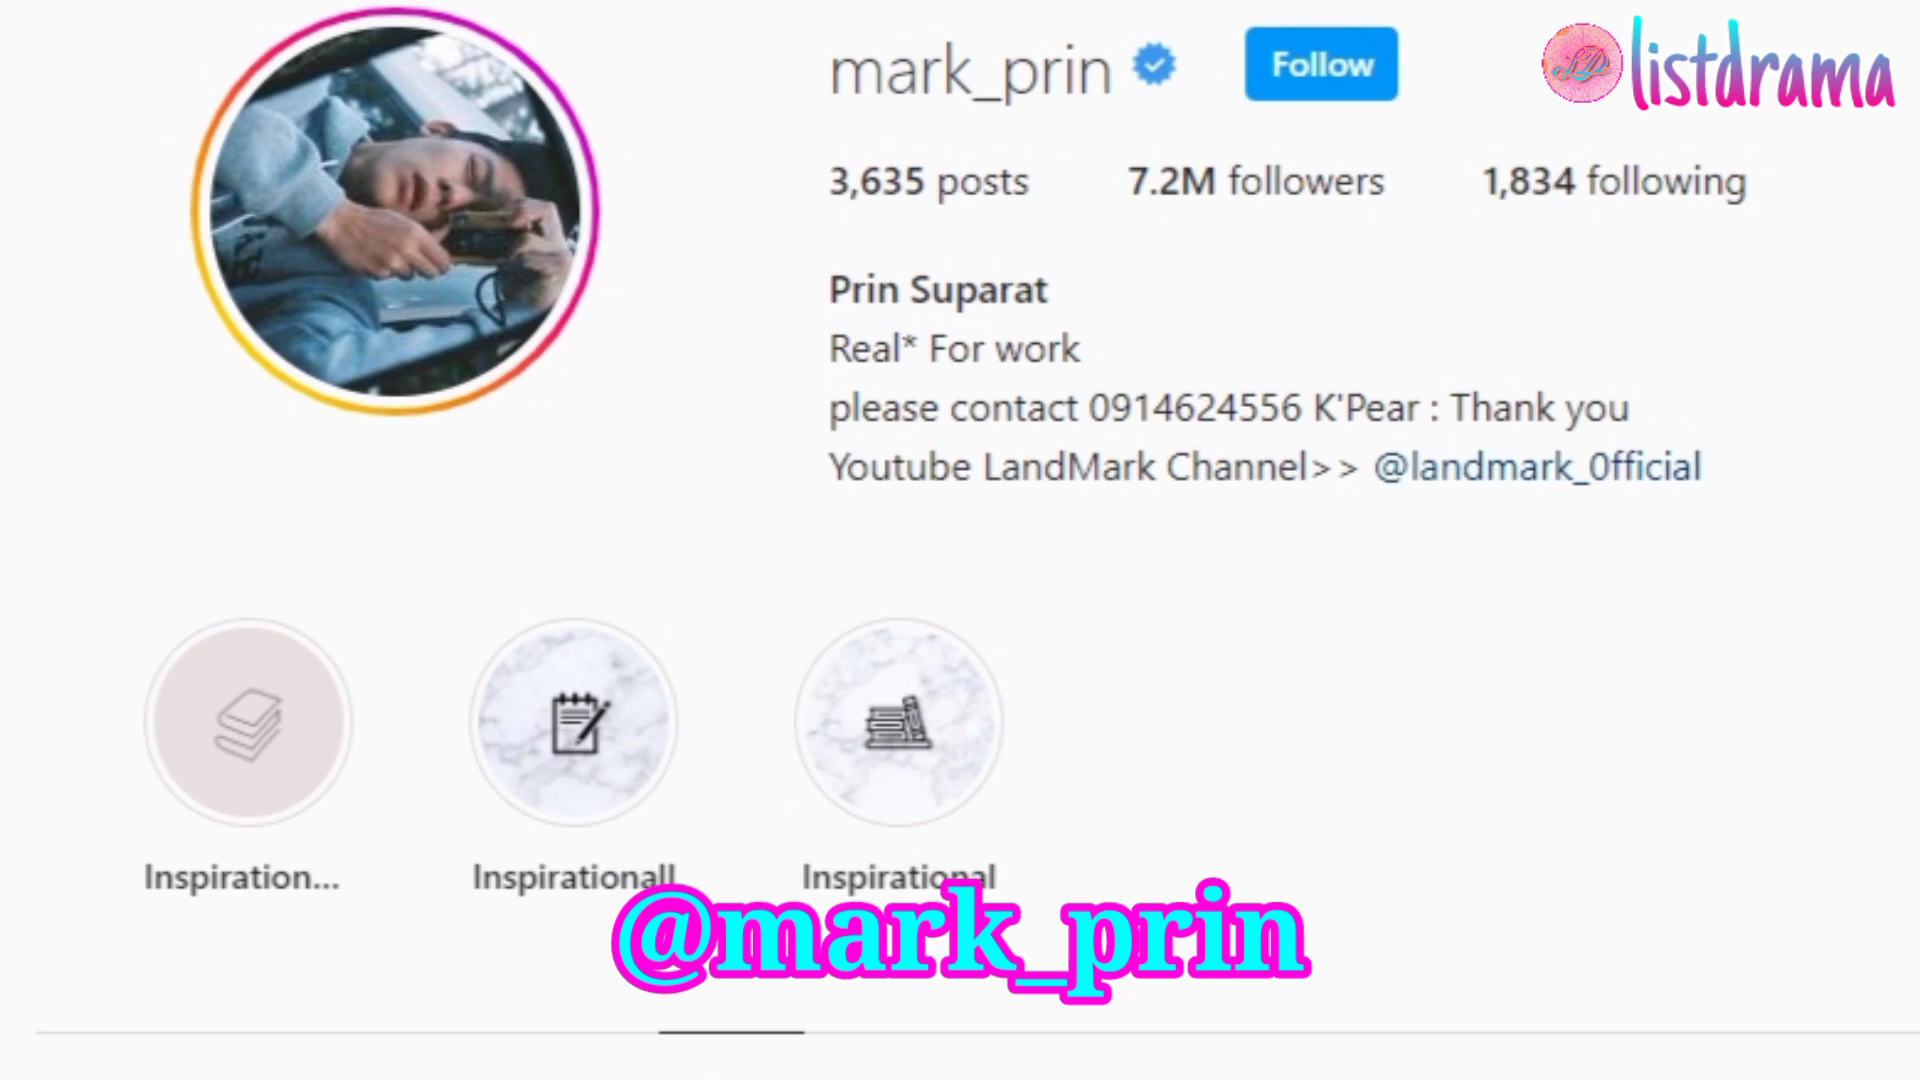 mark_prin
Follow
listdrama
3,635 posts 7.2M followers 1,834 following
Prin Suparat
Real* For work
please contact 0914624556 K'Pear : Thank you
Youtube LandMark Channel>> @landmark_0fficial
Inspiration... Inspirationall Inspirational
@mark_prin